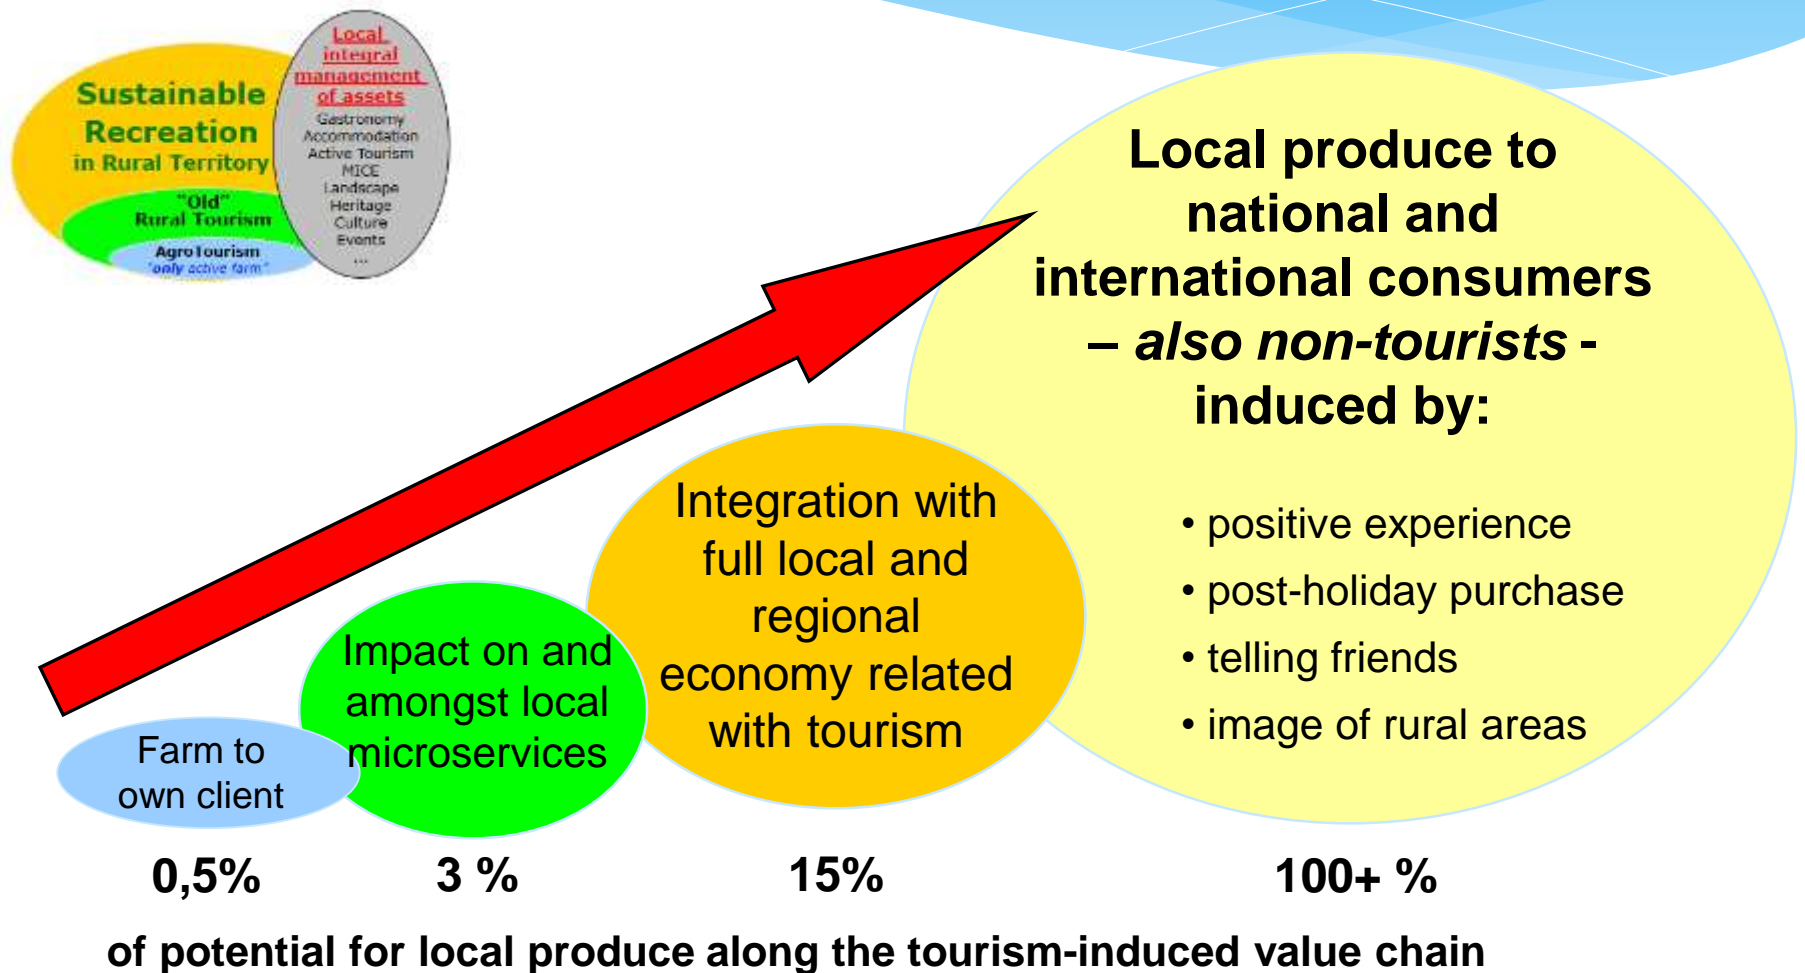 Sustainable
Recreation
in Rural Territory
"Old"
Rural Tourism
AgroTourism
"only active farm"
Local
integral
management
of assets
Gastronomy
Accommodation
Active Tourism
MICE
Landscape
Heritage
Culture
Events
...
Local produce to
national and
international consumers
– also non-tourists -
induced by:
• positive experience
• post-holiday purchase
• telling friends
• image of rural areas
Integration with
full local and
regional
economy related
with tourism
Impact on and
amongst local
microservices
Farm to
own client
0,5% 3 % 15% 100+ %
of potential for local produce along the tourism-induced value chain